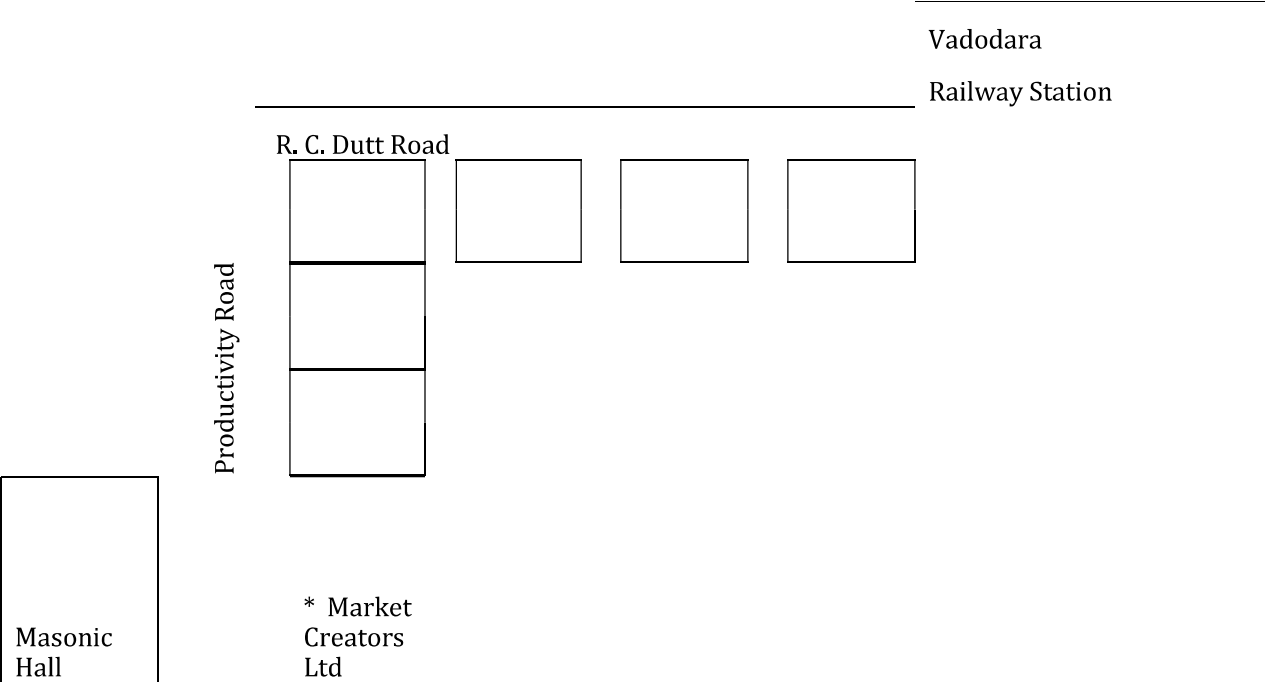 Vadodara
Railway Station
R. C. Dutt Road
Productivity Road
* Market
Creators
Ltd
Masonic
Hall